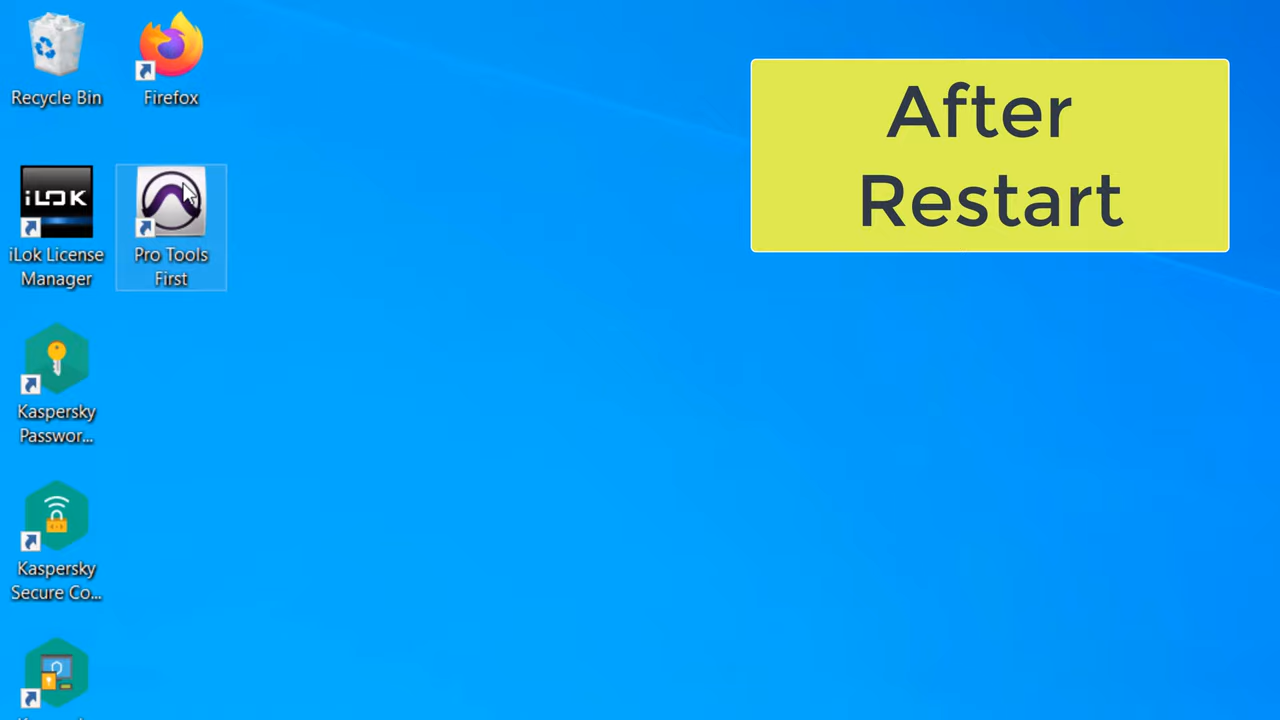 Recycle Bin
Firefox
After
Restart
iLOK
iLok License
Manager
Pro Tools
First
Kaspersky
Passwor...
Kaspersky
Secure Co...